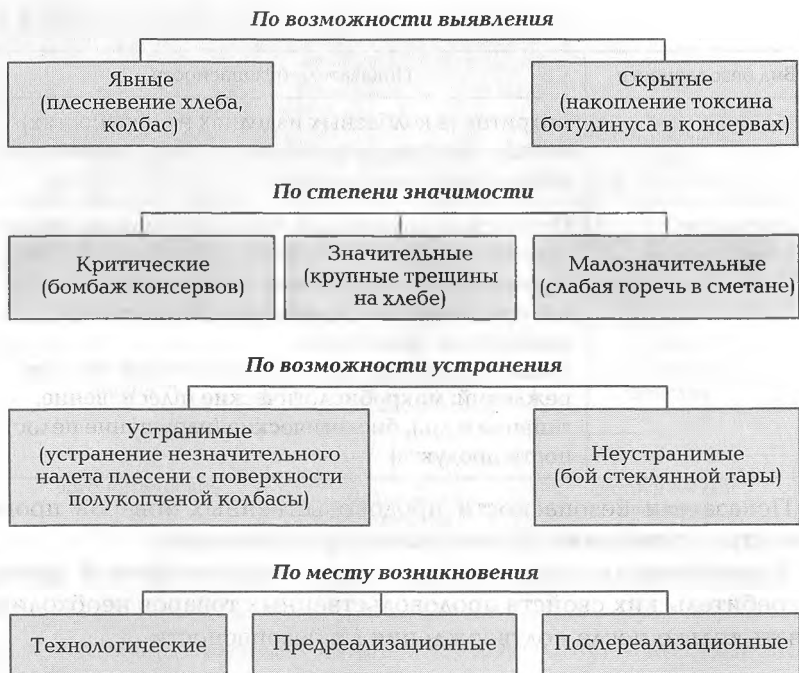 По возможности выявления
Явные
(плесневение хлеба,
колбас)
Скрытые
(накопление токсина
ботулинуса в консервах)
По степени значимости
Критические
(бомбаж консервов)
Значительные
(крупные трещины
на хлебе)
Малозначительные
(слабая горечь в сметане)
По возможности устранения
Устранимые
(устранение незначительного
налета плесени с поверхности
полукопченой колбасы)
Неустранимые
(бой стеклянной тары)
По месту возникновения
Технологические
Предреализационные
Послереализационные